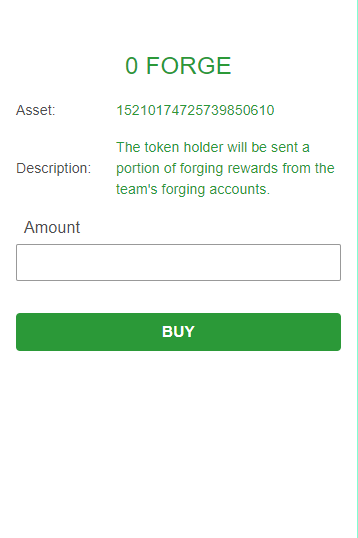 0 FORGE
Asset: 15210174725739850610
The token holder will be sent a
Description: portion of forging rewards from the
team's forging accounts.
Amount
BUY